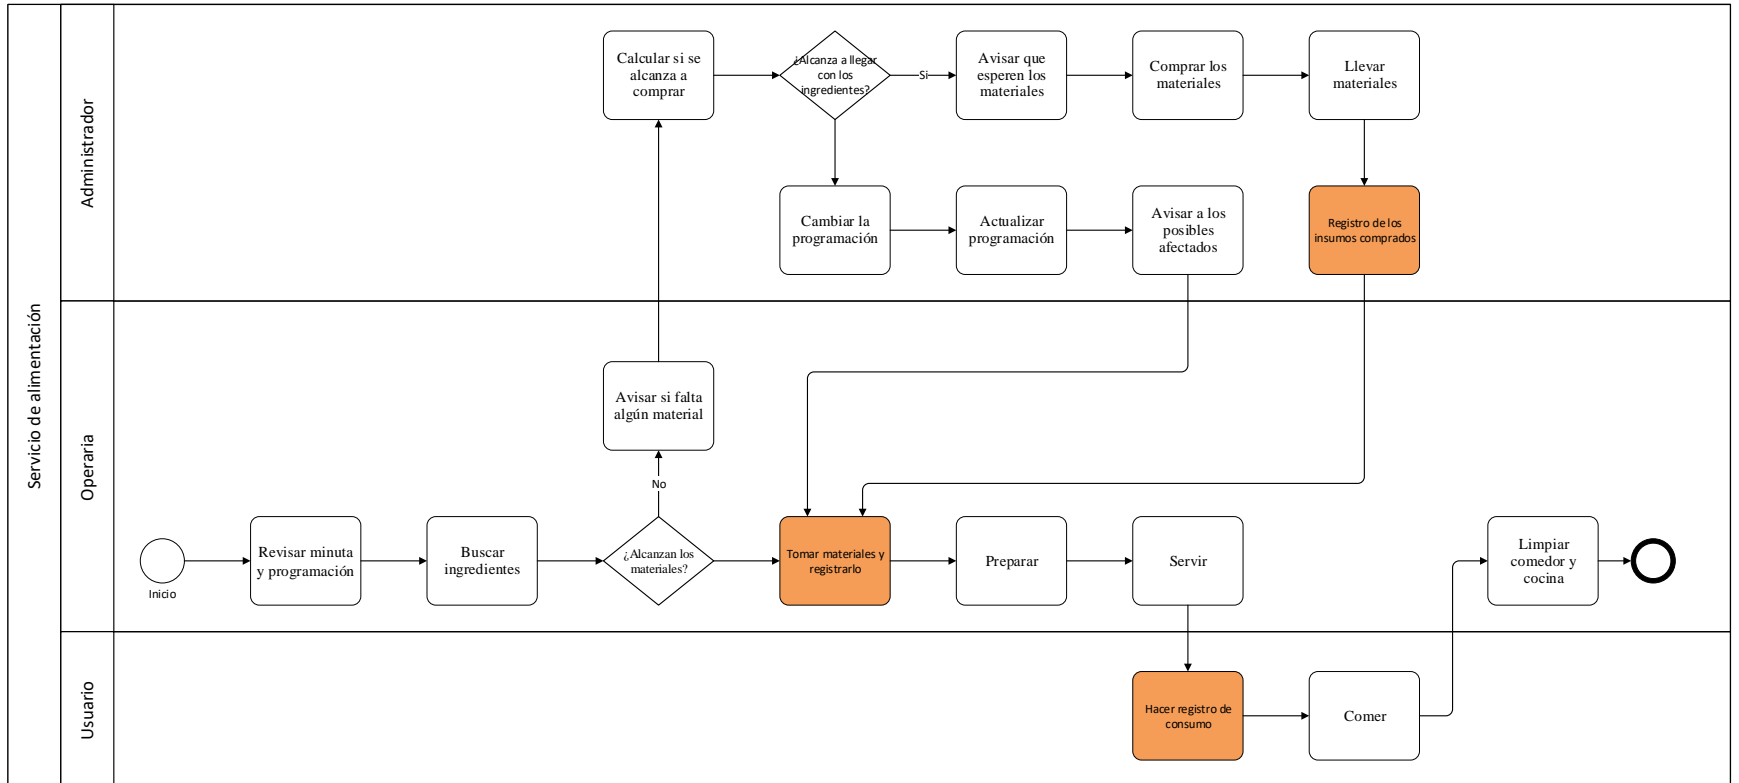 Servicio de alimentación
Administrador
Calcular si se
alcanza a
comprar
¿Alcanza a llegar
con los
ingredientes?
Si
Avisar que
esperen los
materiales
Comprar los
materiales
Llevar
materiales
Cambiar la
programación
Actualizar
programación
Avisar a los
posibles
afectados
Registro de los
insumos comprados
Operaria
Avisar si falta
algún material
No
Inicio
Revisar minuta
y programación
Buscar
ingredientes
¿Alcanzan los
materiales?
Tomar materiales y
registrarlo
Preparar
Servir
Limpiar
comedor y
cocina
Usuario
Hacer registro de
consumo
Comer